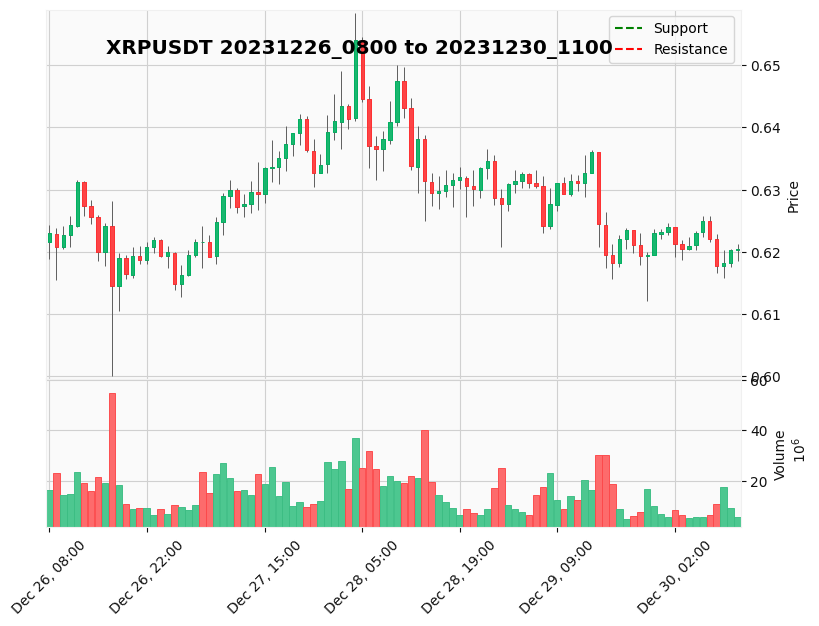 XRPUSDT 20231226_0800 to 20231230_1100
Support
Resistance
0.65
0.64
0.63
0.62
0.61
0.60
Price
60
40
20
Volume
10^6
Dec 26, 08:00
Dec 26, 22:00
Dec 27, 15:00
Dec 28, 05:00
Dec 28, 19:00
Dec 29, 09:00
Dec 30, 02:00